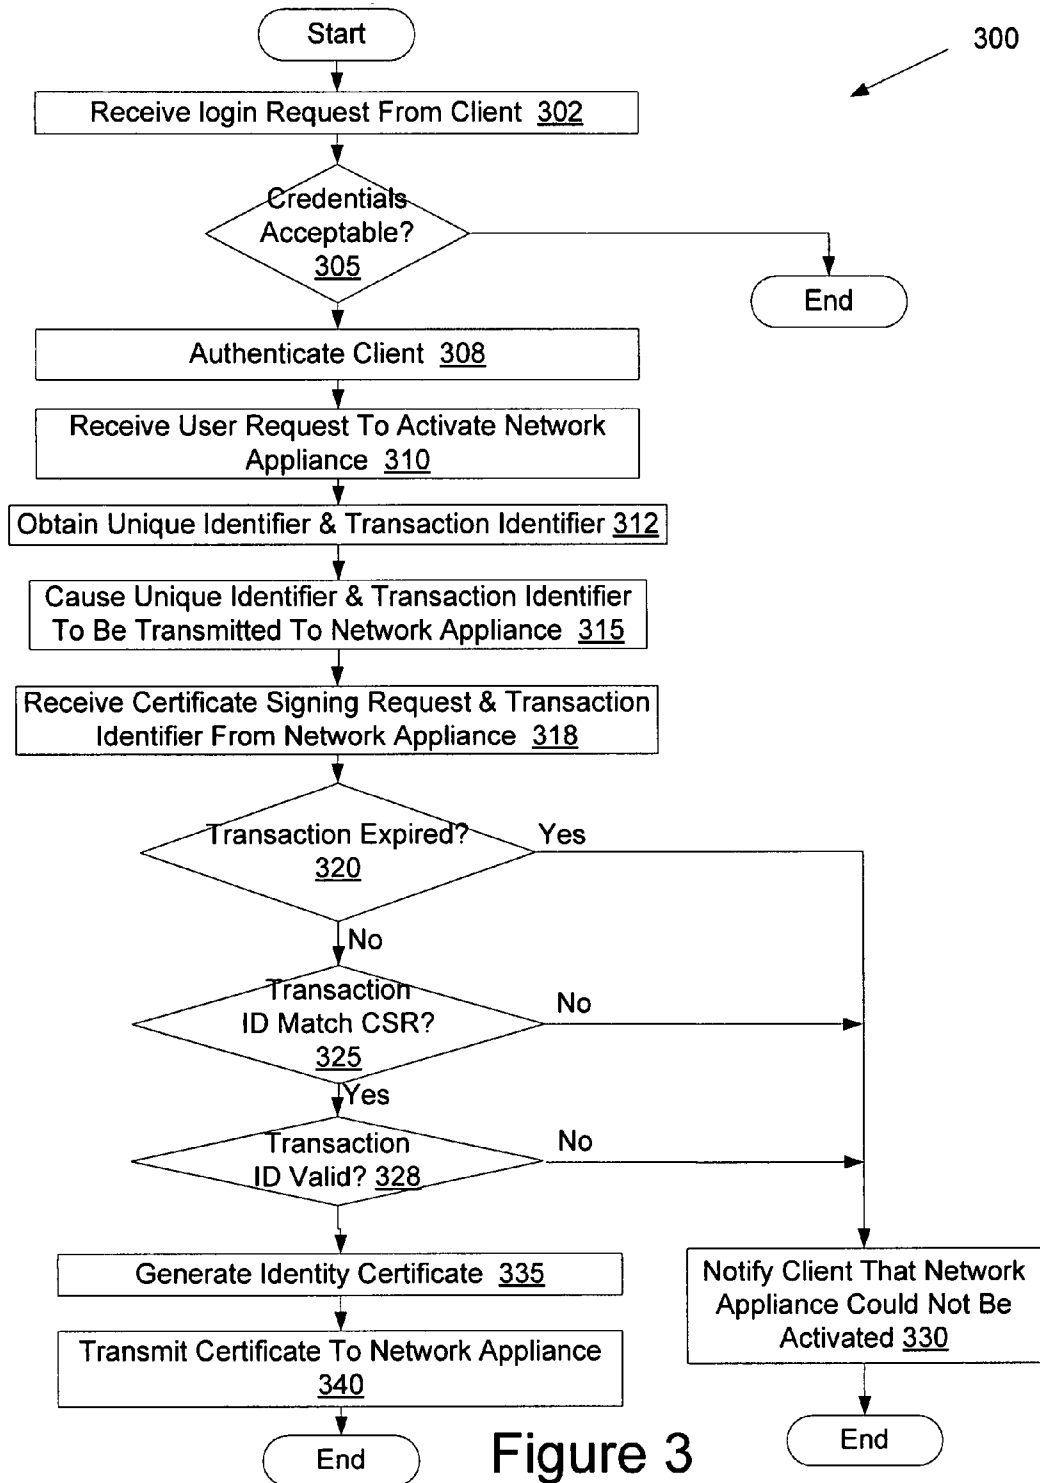 Start
300
Receive login Request From Client 302
Credentials
Acceptable?
305
End
Authenticate Client 308
Receive User Request To Activate Network
Appliance 310
Obtain Unique Identifier & Transaction Identifier 312
Cause Unique Identifier & Transaction Identifier
To Be Transmitted To Network Appliance 315
Receive Certificate Signing Request & Transaction
Identifier From Network Appliance 318
Transaction Expired?
320
Yes
No
Transaction
ID Match CSR?
325
No
Yes
Transaction
ID Valid? 328
No
Generate Identity Certificate 335
Notify Client That Network
Appliance Could Not Be
Activated 330
Transmit Certificate To Network Appliance
340
End
End
Figure 3